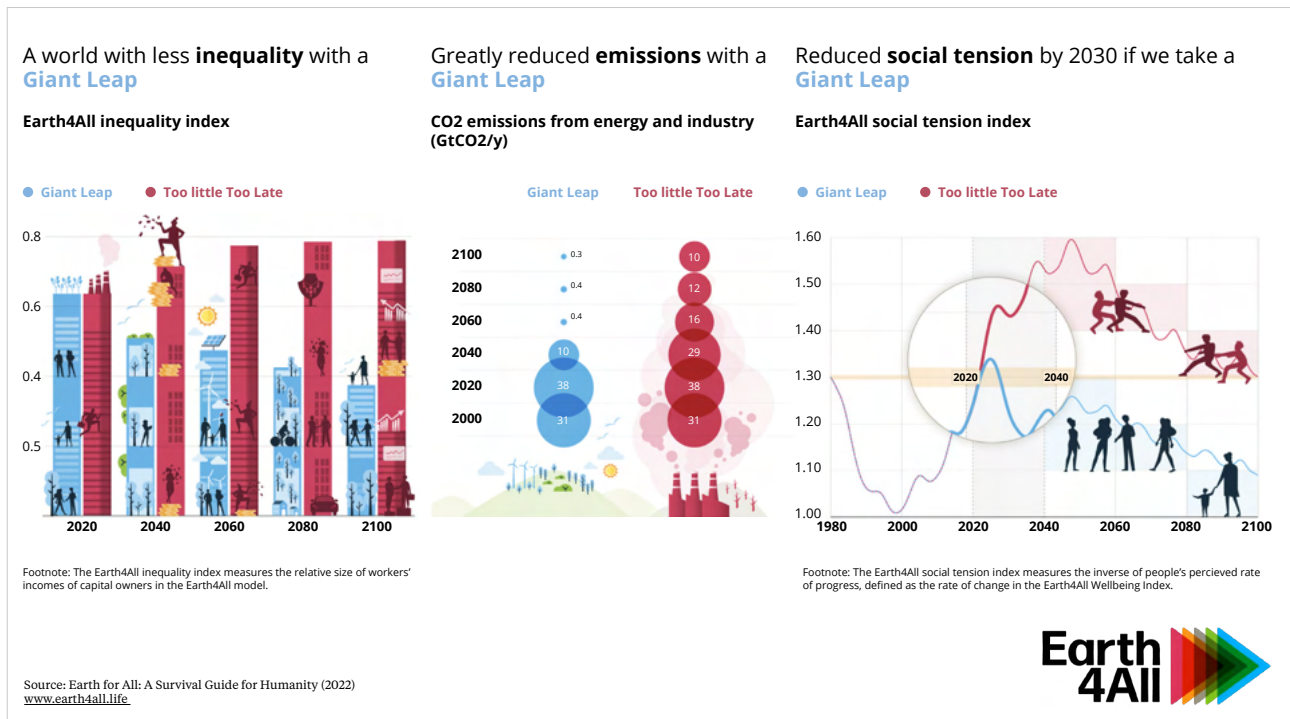 A world with less inequality with a
Giant Leap
Earth4All inequality index
Giant Leap
Too little Too Late
0.8
0.6
0.4
0.5
2020
2040
2060
2080
2100
Footnote: The Earth4All inequality index measures the relative size of workers'
incomes of capital owners in the Earth4All model.
Greatly reduced emissions with a
Giant Leap
CO2 emissions from energy and industry
(GtCO2/y)
Giant Leap
Too little Too Late
2100
0.3
10
2080
0.4
12
2060
0.4
16
2040
10
29
2020
38
38
2000
31
31
Reduced social tension by 2030 if we take a
Giant Leap
Earth4All social tension index
Giant Leap
Too little Too Late
1.60
1.50
1.40
1.30
1.20
1.10
1.00
2020
2040
1980
2000
2020
2040
2060
2080
2100
Footnote: The Earth4All social tension index measures the inverse of people's percieved rate
of progress, defined as the rate of change in the Earth4All Wellbeing Index.
Source: Earth for All: A Survival Guide for Humanity (2022)
www.earth4all.life
Earth
4All